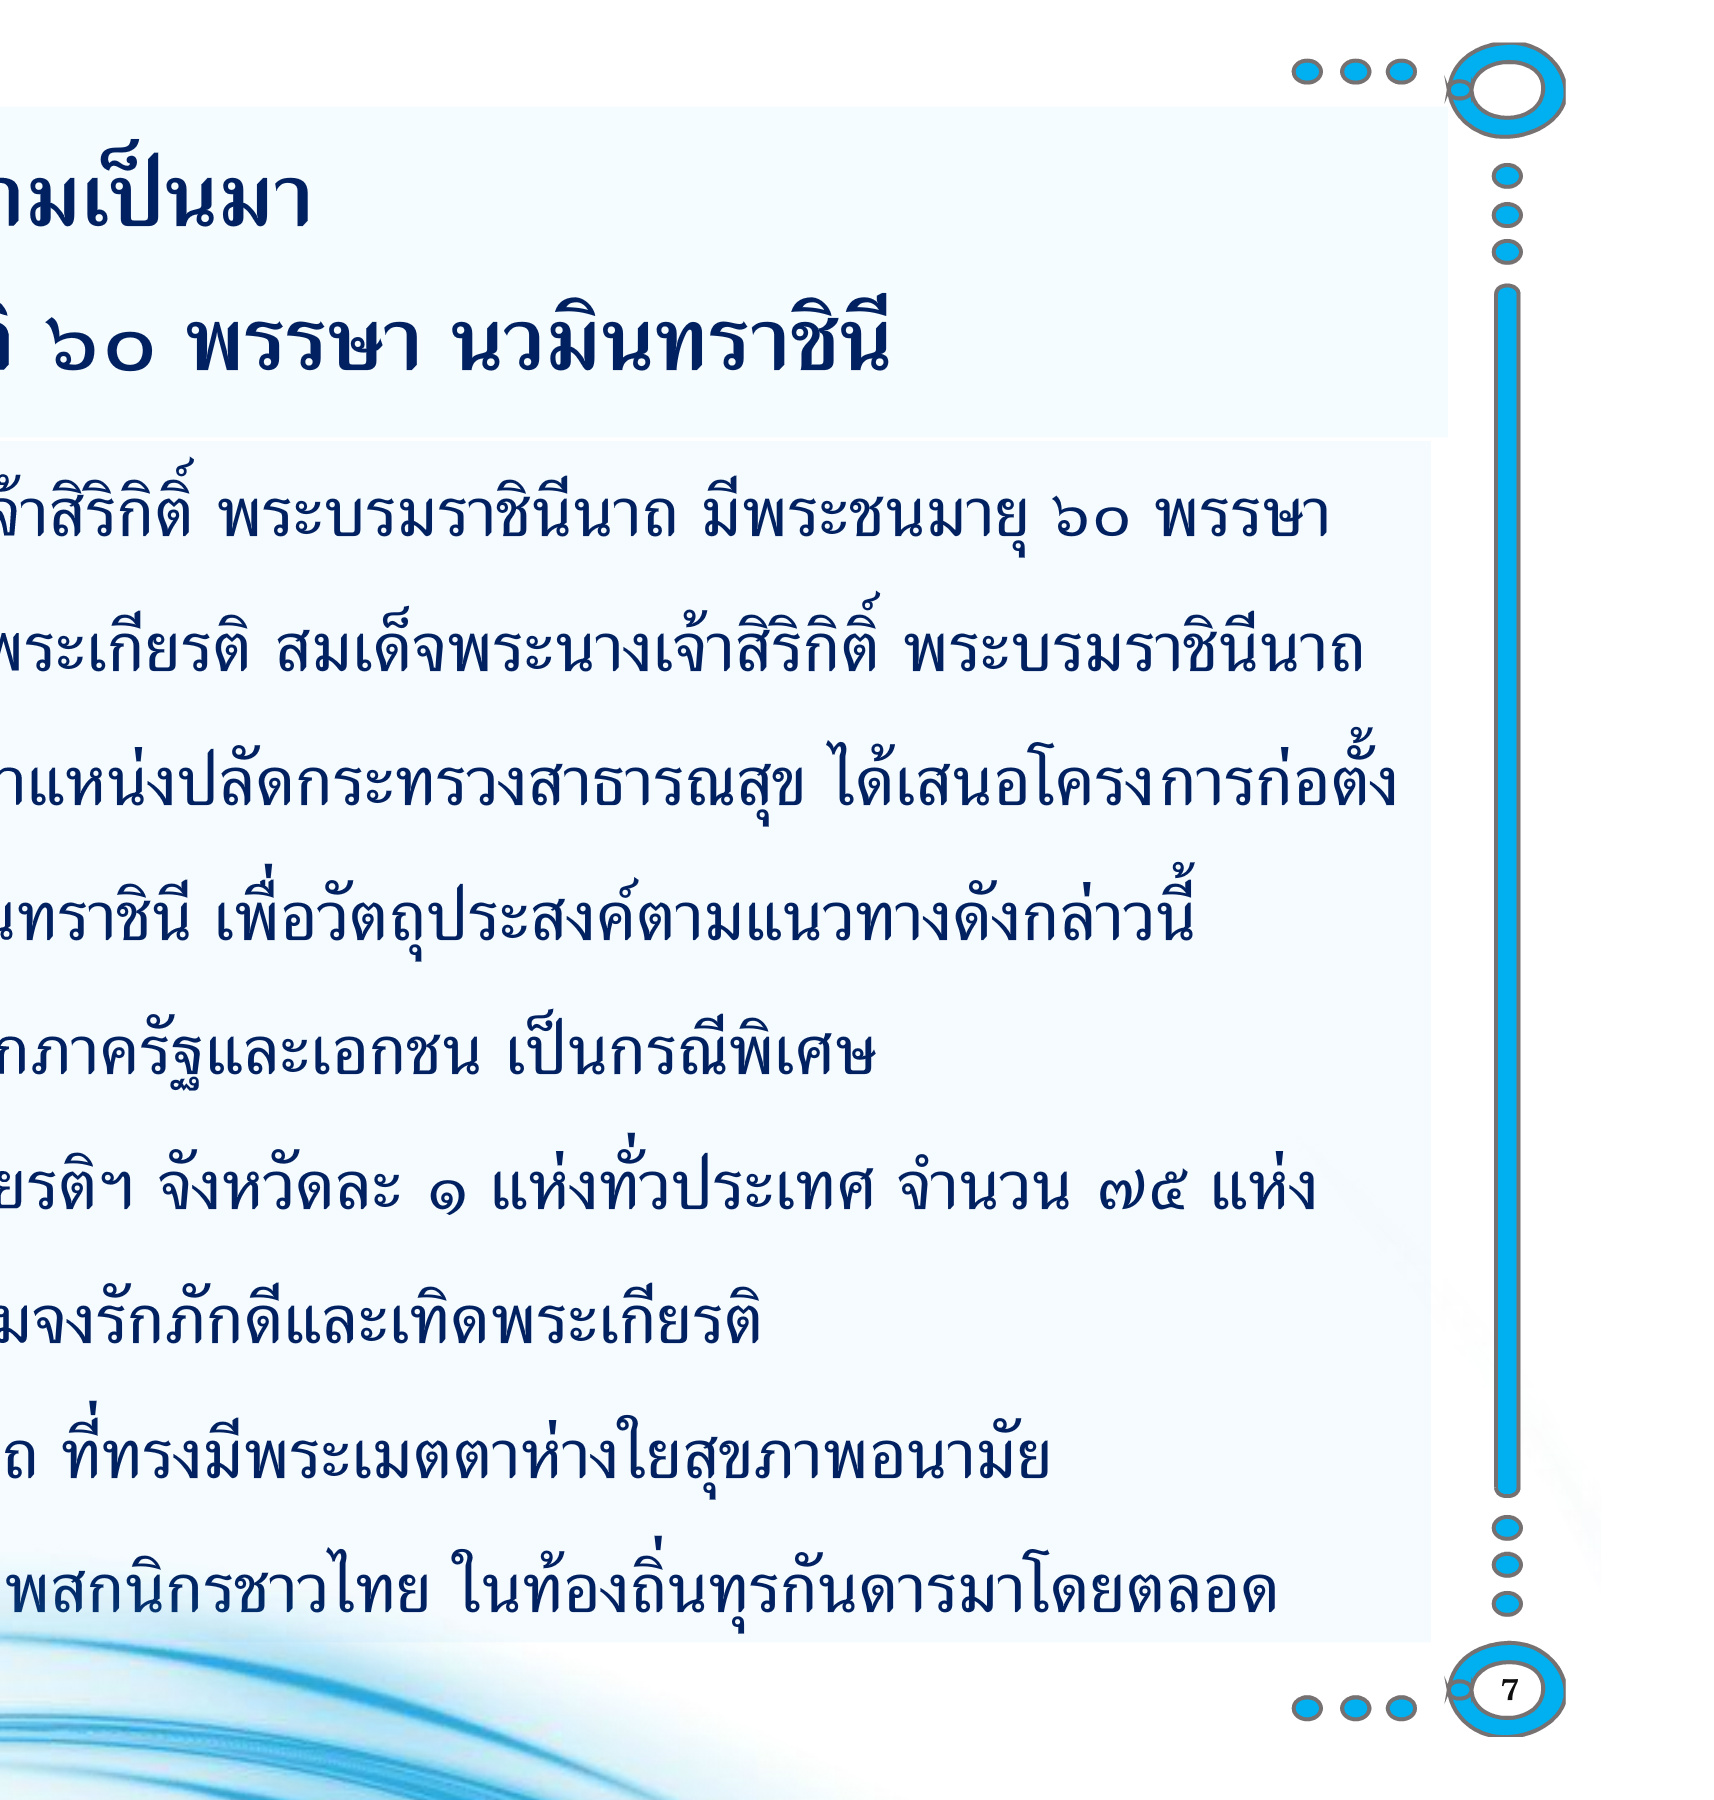 ามเป็นมา
ติ ๖๐ พรรษา นวมินทราชินี
จ้าสิริกิติ์ พระบรมราชินีนาถ มีพระชนมายุ ๖๐ พรรษา
พระเกียรติ สมเด็จพระนางเจ้าสิริกิติ์ พระบรมราชินีนาถ
าแหน่งปลัดกระทรวงสาธารณสุข ได้เสนอโครงการก่อตั้ง
นทราชินี เพื่อวัตถุประสงค์ตามแนวทางดังกล่าวนี้
กภาครัฐและเอกชน เป็นกรณีพิเศษ
ยรติฯ จังหวัดละ ๑ แห่งทั่วประเทศ จำนวน ๗๕ แห่ง
มจงรักภักดีและเทิดพระเกียรติ
ถ ที่ทรงมีพระเมตตาห่างใยสุขภาพอนามัย
พสกนิกรชาวไทย ในท้องถิ่นทุรกันดารมาโดยตลอด
7